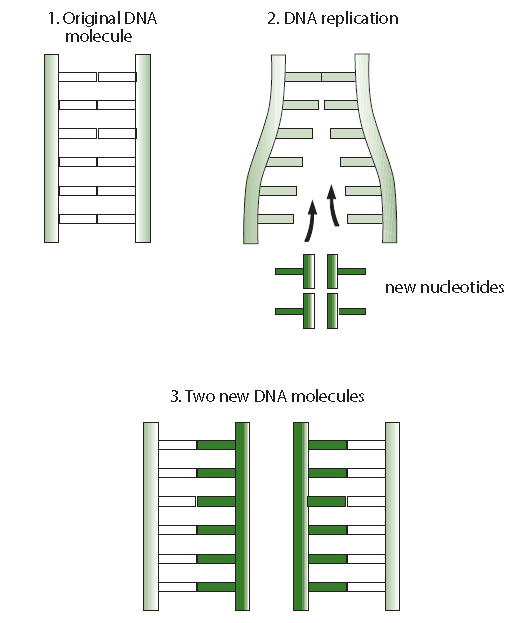 1. Original DNA
molecule
2. DNA replication
new nucleotides
3. Two new DNA molecules